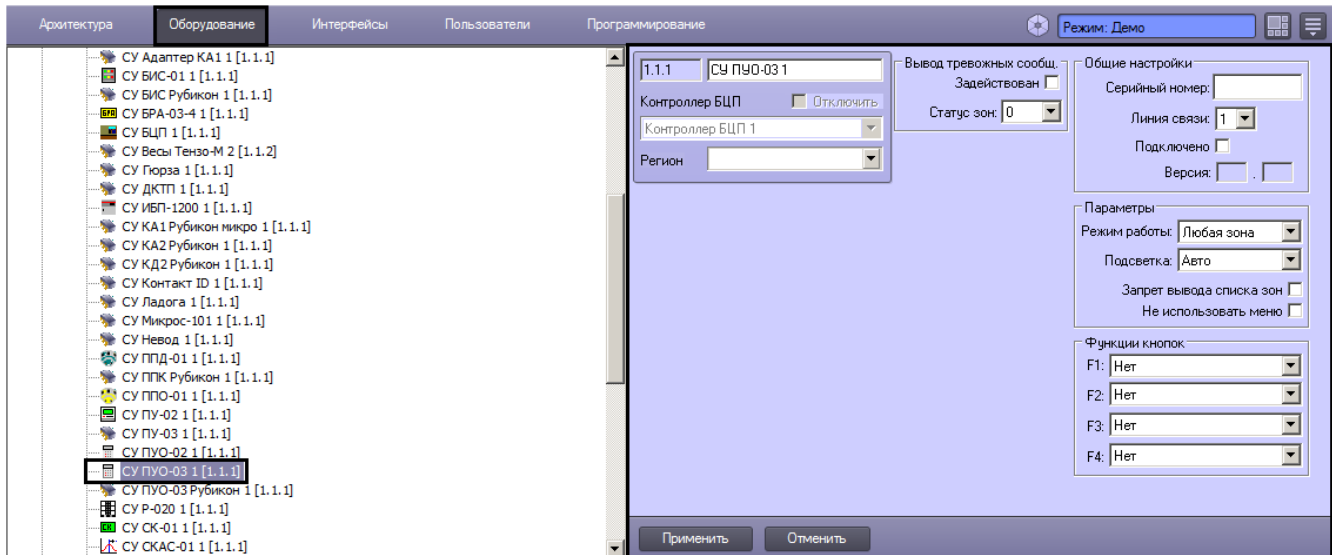 Архитектура Оборудование Интерфейсы Пользователи Программирование Режим: Демо
СУ Адаптер КА1 1 [1.1.1]
СУ БИС-01 1 [1.1.1]
СУ БИС Рубикон 1 [1.1.1]
БРА СУ БРА-03-4 1 [1.1.1]
СУ БЦП 1 [1.1.1]
СУ Весы Тензо-М 2 [1.1.2]
СУ Гюрза 1 [1.1.1]
СУ ДКТП 1 [1.1.1]
СУ ИБП-1200 1 [1.1.1]
СУ КА1 Рубикон микро 1 [1.1.1]
СУ КА2 Рубикон 1 [1.1.1]
СУ КД2 Рубикон 1 [1.1.1]
СУ Контакт ID 1 [1.1.1]
СУ Ладога 1 [1.1.1]
СУ Микрос-101 1 [1.1.1]
СУ Невод 1 [1.1.1]
СУ ППД-01 1 [1.1.1]
СУ ППК Рубикон 1 [1.1.1]
СУ ППО-01 1 [1.1.1]
СУ ПУ-02 1 [1.1.1]
СУ ПУ-03 1 [1.1.1]
СУ ПУО-02 1 [1.1.1]
СУ ПУО-03 1 [1.1.1]
СУ ПУО-03 Рубикон 1 [1.1.1]
СУ Р-020 1 [1.1.1]
СК СУ СК-01 1 [1.1.1]
СУ СКАС-01 1 [1.1.1]
1.1.1 СУ ПУО-03 1
Контроллер БЦП Отключить
Контроллер БЦП 1
Регион
Вывод тревожных сообщ.
Задействован
Статус зон: 0
Общие настройки
Серийный номер:
Линия связи: 1
Подключено
Версия: .
Параметры
Режим работы: Любая зона
Подсветка: Авто
Запрет вывода списка зон
Не использовать меню
Функции кнопок
F1: Нет
F2: Нет
F3: Нет
F4: Нет
Применить Отменить